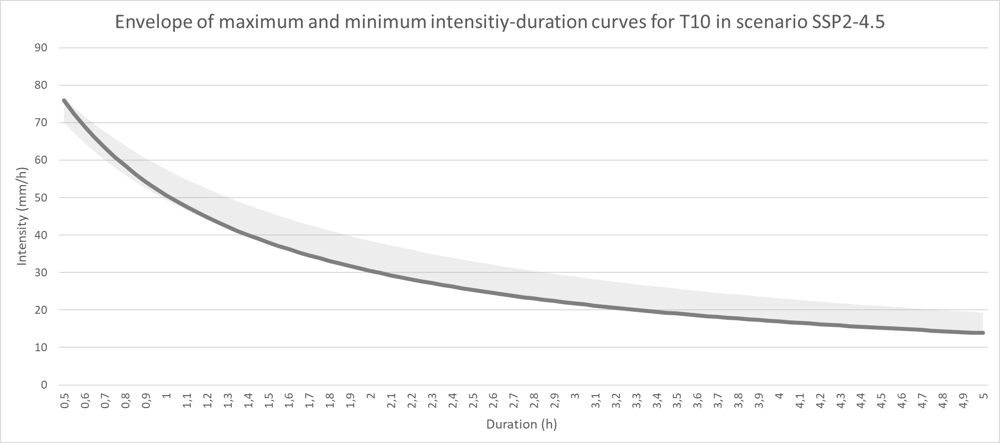 Envelope of maximum and minimum intensitiy-duration curves for T10 in scenario SSP2-4.5
90
80
70
60
50
40
30
20
10
0
Intensity (mm/h)
0,5 0,6 0,7 0,8 0,9 1 1,1 1,2 1,3 1,4 1,5 1,6 1,7 1,8 1,9 2 2,1 2,2 2,3 2,4 2,5 2,6 2,7 2,8 2,9 3 3,1 3,2 3,3 3,4 3,5 3,6 3,7 3,8 3,9 4 4,1 4,2 4,3 4,4 4,5 4,6 4,7 4,8 4,9 5
Duration (h)